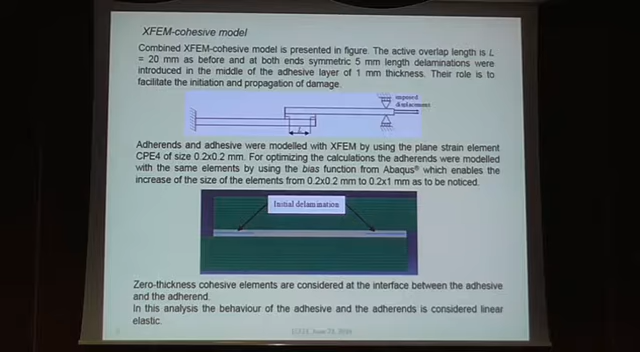 XFEM-cohesive model
Combined XFEM-cohesive model is presented in figure. The active overlap length is L
= 20 mm as before and at both ends symmetric 5 mm length delaminations were
introduced in the middle of the adhesive layer of 1 mm thickness. Their role is to
facilitate the initiation and propagation of damage.
imposed
displacement
L
Adherends and adhesive were modelled with XFEM by using the plane strain element
CPE4 of size 0.2x0.2 mm. For optimizing the calculations the adherends were modelled
with the same elements by using the bias function from Abaqus® which enables the
increase of the size of the elements from 0.2x0.2 mm to 0.2x1 mm as to be noticed.
Initial delamination
Zero-thickness cohesive elements are considered at the interface between the adhesive
and the adherend.
In this analysis the behaviour of the adhesive and the adherends is considered linear
elastic.